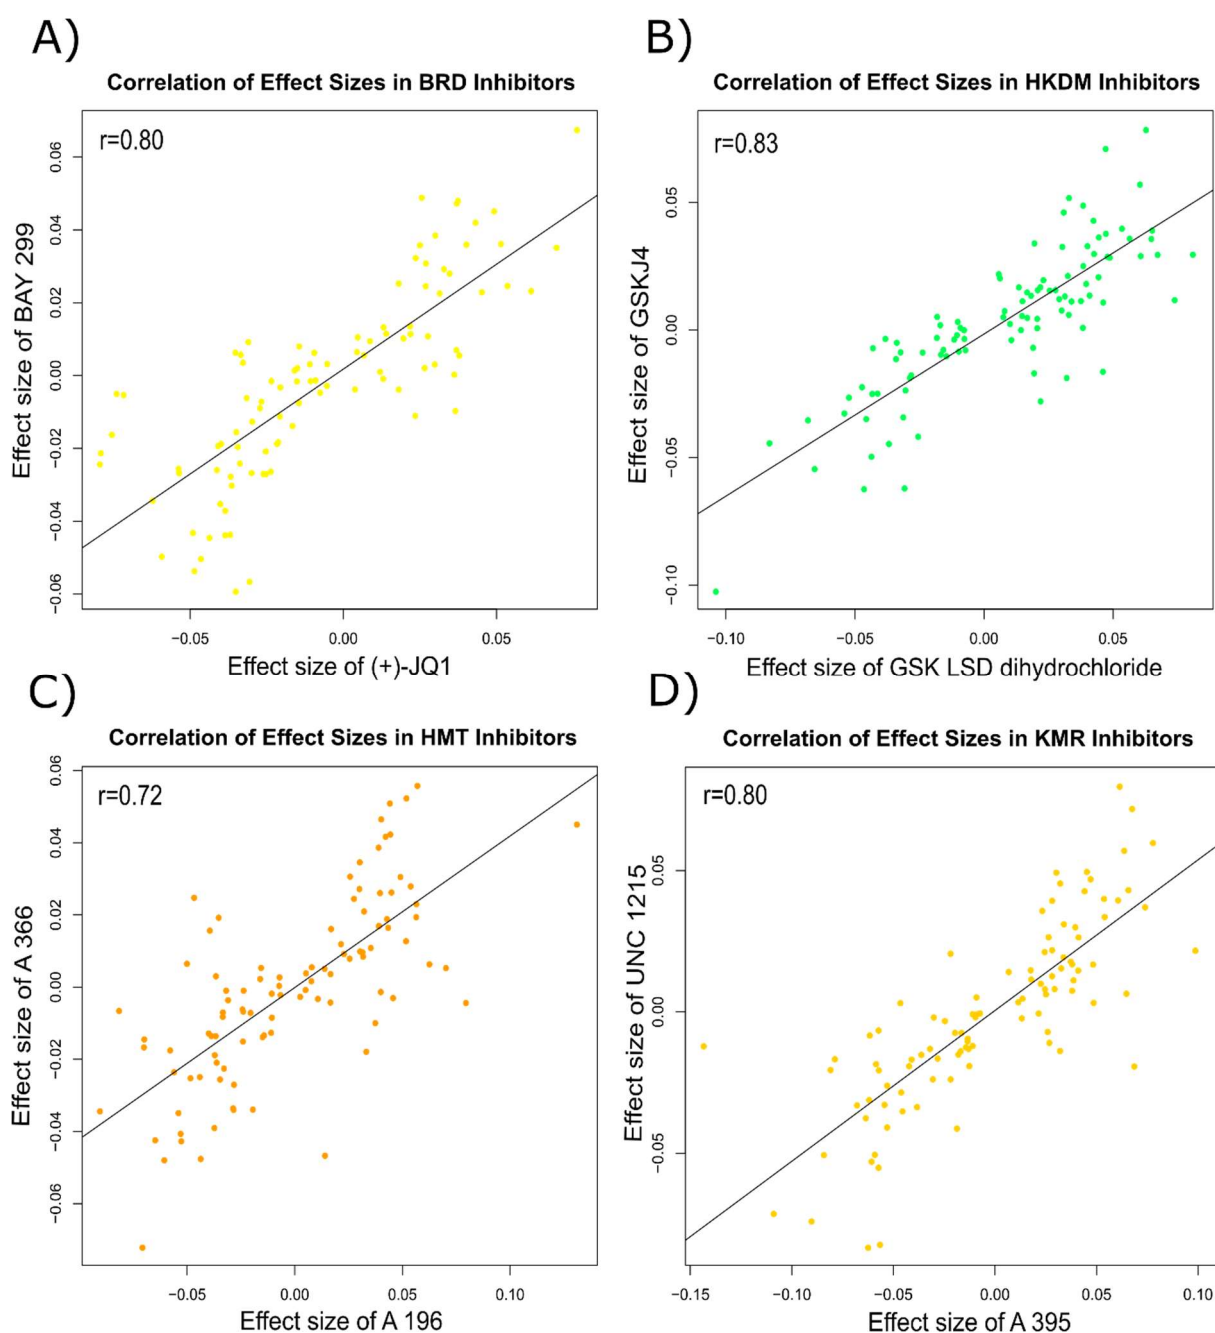 A)
Correlation of Effect Sizes in BRD Inhibitors
r=0.80
Effect size of BAY 299
0.06
0.04
0.02
0.00
−0.02
−0.04
−0.06
−0.05
0.00
0.05
Effect size of (+)-JQ1
B)
Correlation of Effect Sizes in HKDM Inhibitors
r=0.83
Effect size of GSKJ4
0.05
0.00
−0.05
−0.10
−0.10
−0.05
0.00
0.05
Effect size of GSK LSD dihydrochloride
C)
Correlation of Effect Sizes in HMT Inhibitors
r=0.72
Effect size of A 366
0.06
0.04
0.02
0.00
−0.02
−0.04
−0.06
−0.05
0.00
0.05
0.10
Effect size of A 196
D)
Correlation of Effect Sizes in KMR Inhibitors
r=0.80
Effect size of UNC 1215
0.05
0.00
−0.05
−0.15
−0.10
−0.05
0.00
0.05
0.10
Effect size of A 395